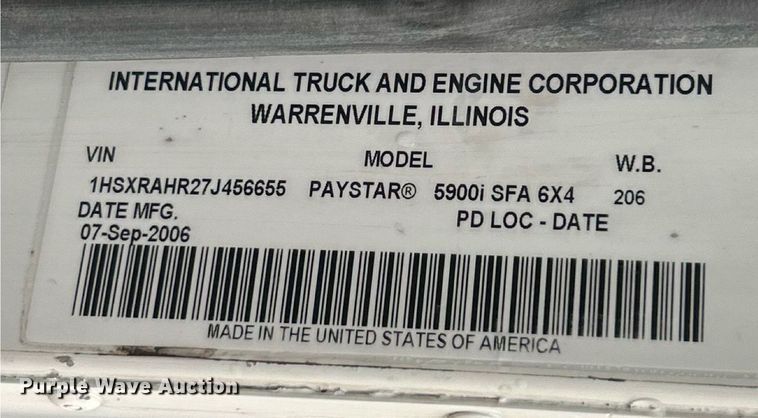 INTERNATIONAL TRUCK AND ENGINE CORPORATION
WARRENVILLE, ILLINOIS
VIN MODEL W.B.
1HSXRAHR27J456655 PAYSTAR® 5900i SFA 6X4 206
DATE MFG. PD LOC - DATE
07-Sep-2006
MADE IN THE UNITED STATES OF AMERICA
Purple Wave Auction